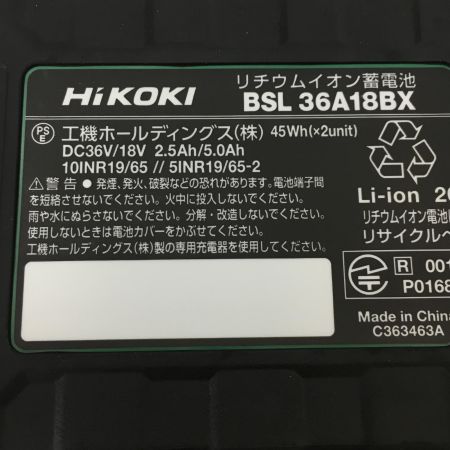 HiKOKI
リチウムイオン蓄電池
BSL 36A18BX
PS
E
工機ホールディングス(株) 45Wh(×2unit)
DC36V/18V 2.5Ah/5.0Ah
10INR19/65 // 5INR19/65-2
警告 ●発煙、発火、破裂などの恐れがあります。電池端子間
を短絡させないでください。火中に投入しないでください。
雨や水にぬらさないでください。分解・改造しないでください。
使用しないときは電池カバーをかぶせてください。
工機ホールディングス(株)製の専用充電器を使用してください。
Li-ion 20
リチウムイオン電池
リサイクルへ
R 001
P0168
Made in China
C363463A